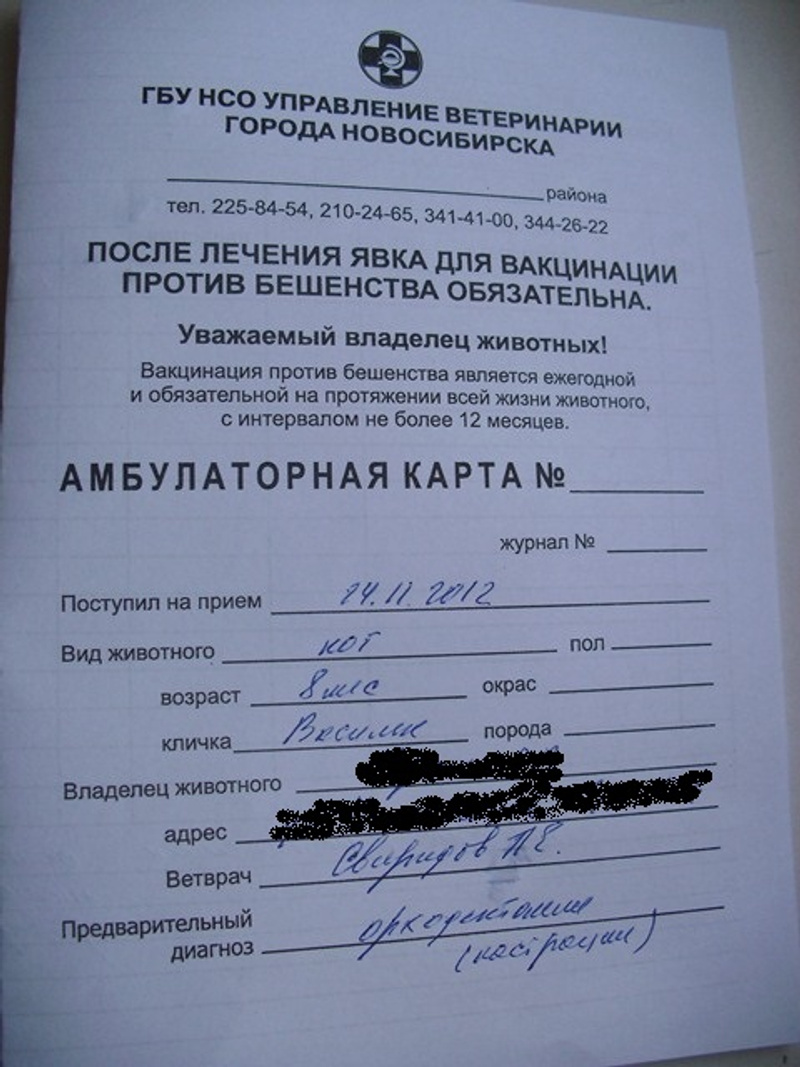 ГБУ НСО УПРАВЛЕНИЕ ВЕТЕРИНАРИИ
ГОРОДА НОВОСИБИРСКА
района
тел. 225-84-54, 210-24-65, 341-41-00, 344-26-22
ПОСЛЕ ЛЕЧЕНИЯ ЯВКА ДЛЯ ВАКЦИНАЦИИ
ПРОТИВ БЕШЕНСТВА ОБЯЗАТЕЛЬНА.
Уважаемый владелец животных!
Вакцинация против бешенства является ежегодной
и обязательной на протяжении всей жизни животного,
с интервалом не более 12 месяцев.
АМБУЛАТОРНАЯ КАРТА №
журнал №
Поступил на прием 14.11.2012
Вид животного кот пол
возраст 8 мес окрас
кличка Василий порода
Владелец животного
адрес
Ветврач Свиридов П.Е.
Предварительный
диагноз орходектомия
(кастрация)